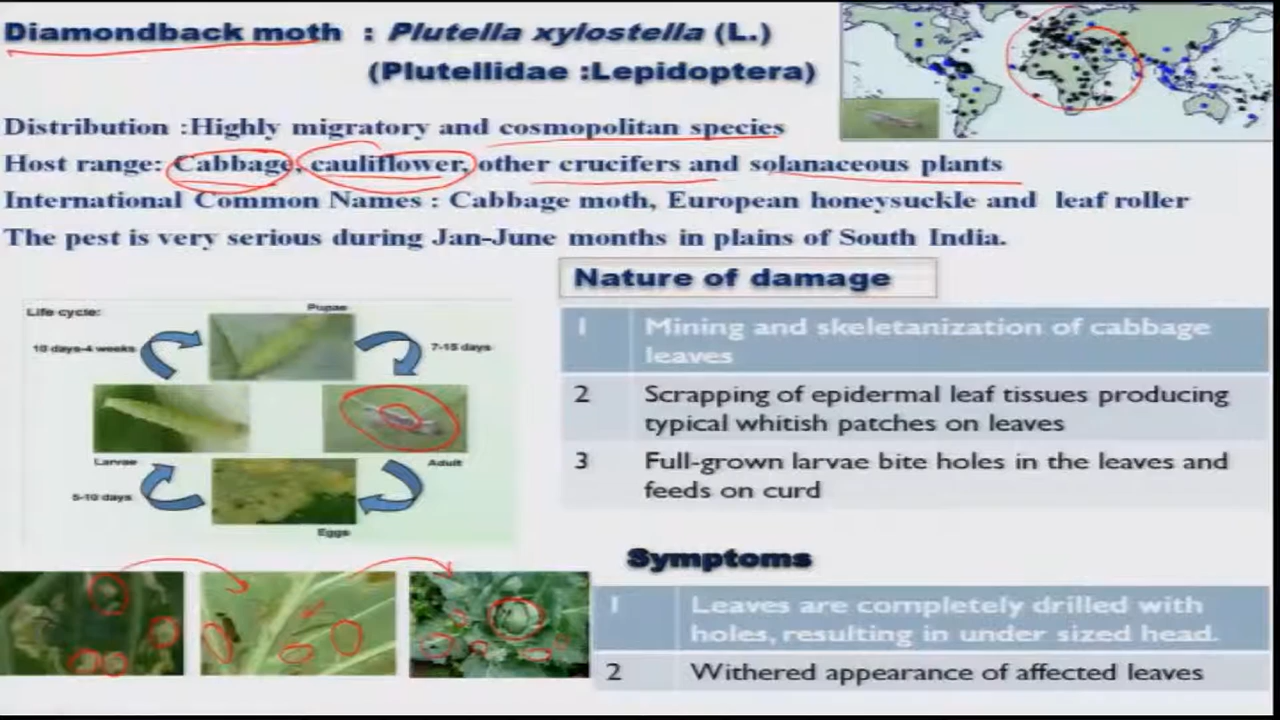 Diamondback moth : Plutella xylostella (L.)
(Plutellidae :Lepidoptera)
Distribution :Highly migratory and cosmopolitan species
Host range: Cabbage, cauliflower, other crucifers and solanaceous plants
International Common Names : Cabbage moth, European honeysuckle and leaf roller
The pest is very serious during Jan-June months in plains of South India.
Life cycle:
Pupae
10 days-4 weeks
7-15 days
Larvae
Adult
5-10 days
Eggs
Nature of damage
1 Mining and skeletanization of cabbage
leaves
2 Scrapping of epidermal leaf tissues producing
typical whitish patches on leaves
3 Full-grown larvae bite holes in the leaves and
feeds on curd
Symptoms
1 Leaves are completely drilled with
holes, resulting in under sized head.
2 Withered appearance of affected leaves